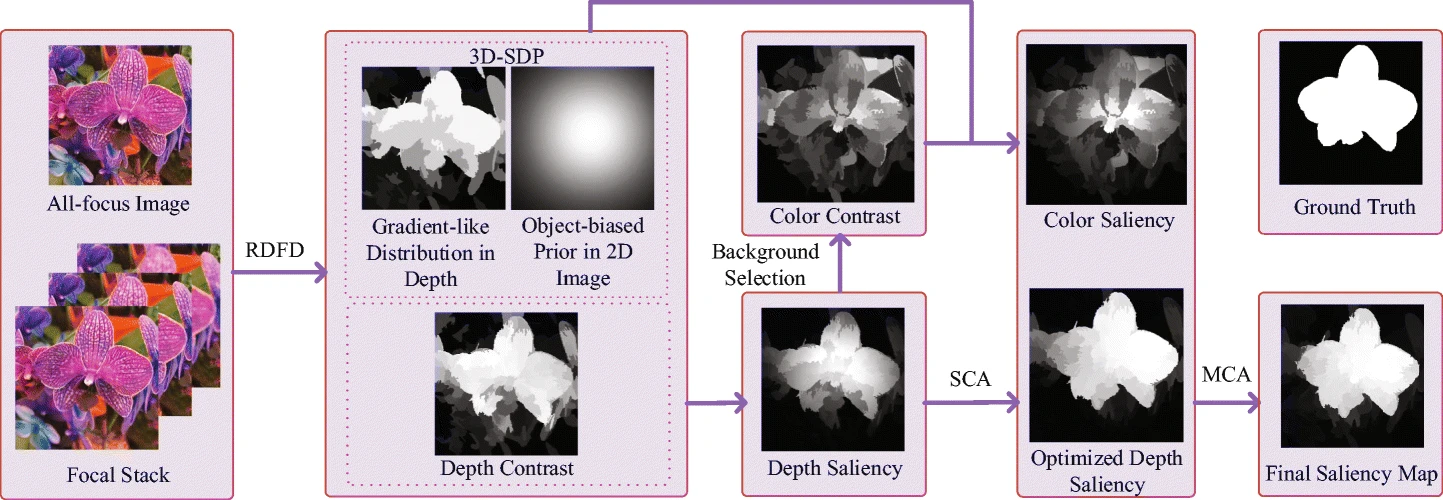 All-focus Image
Focal Stack
RDFD
3D-SDP
Gradient-like
Distribution in
Depth
Object-biased
Prior in 2D
Image
Depth Contrast
Color Contrast
Background
Selection
Depth Saliency
SCA
Color Saliency
Optimized Depth
Saliency
MCA
Ground Truth
Final Saliency Map